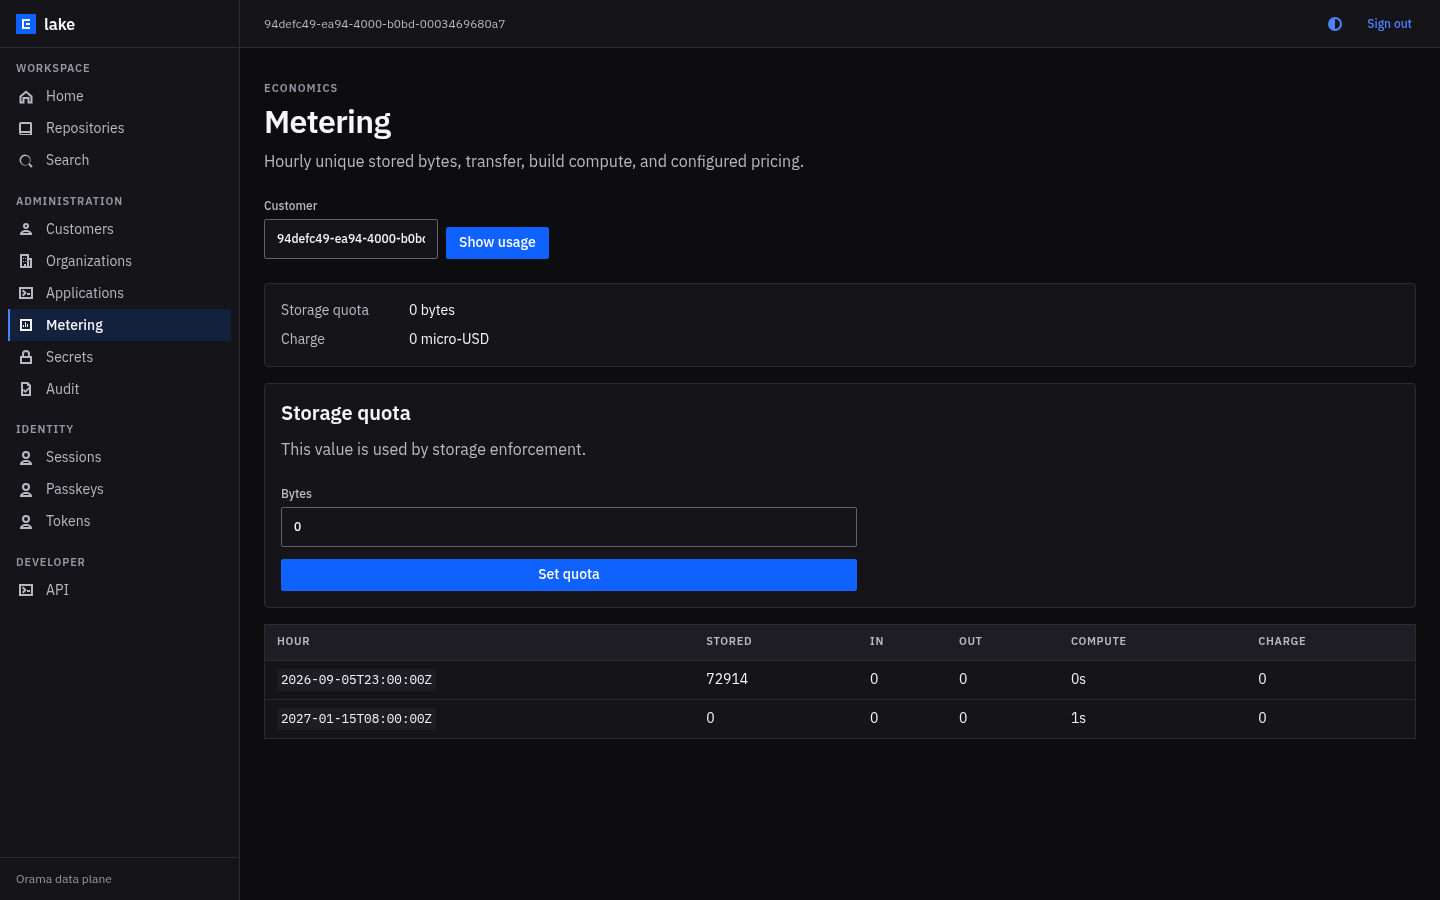 lake
94defc49-ea94-4000-b0bd-0003469680a7
Sign out
WORKSPACE
Home
Repositories
Search
ADMINISTRATION
Customers
Organizations
Applications
Metering
Secrets
Audit
IDENTITY
Sessions
Passkeys
Tokens
DEVELOPER
API
Orama data plane
ECONOMICS
Metering
Hourly unique stored bytes, transfer, build compute, and configured pricing.
Customer
94defc49-ea94-4000-b0bd
Show usage
Storage quota 0 bytes
Charge 0 micro-USD
Storage quota
This value is used by storage enforcement.
Bytes
0
Set quota
HOUR STORED IN OUT COMPUTE CHARGE
2026-09-05T23:00:00Z 72914 0 0 0s 0
2027-01-15T08:00:00Z 0 0 0 1s 0